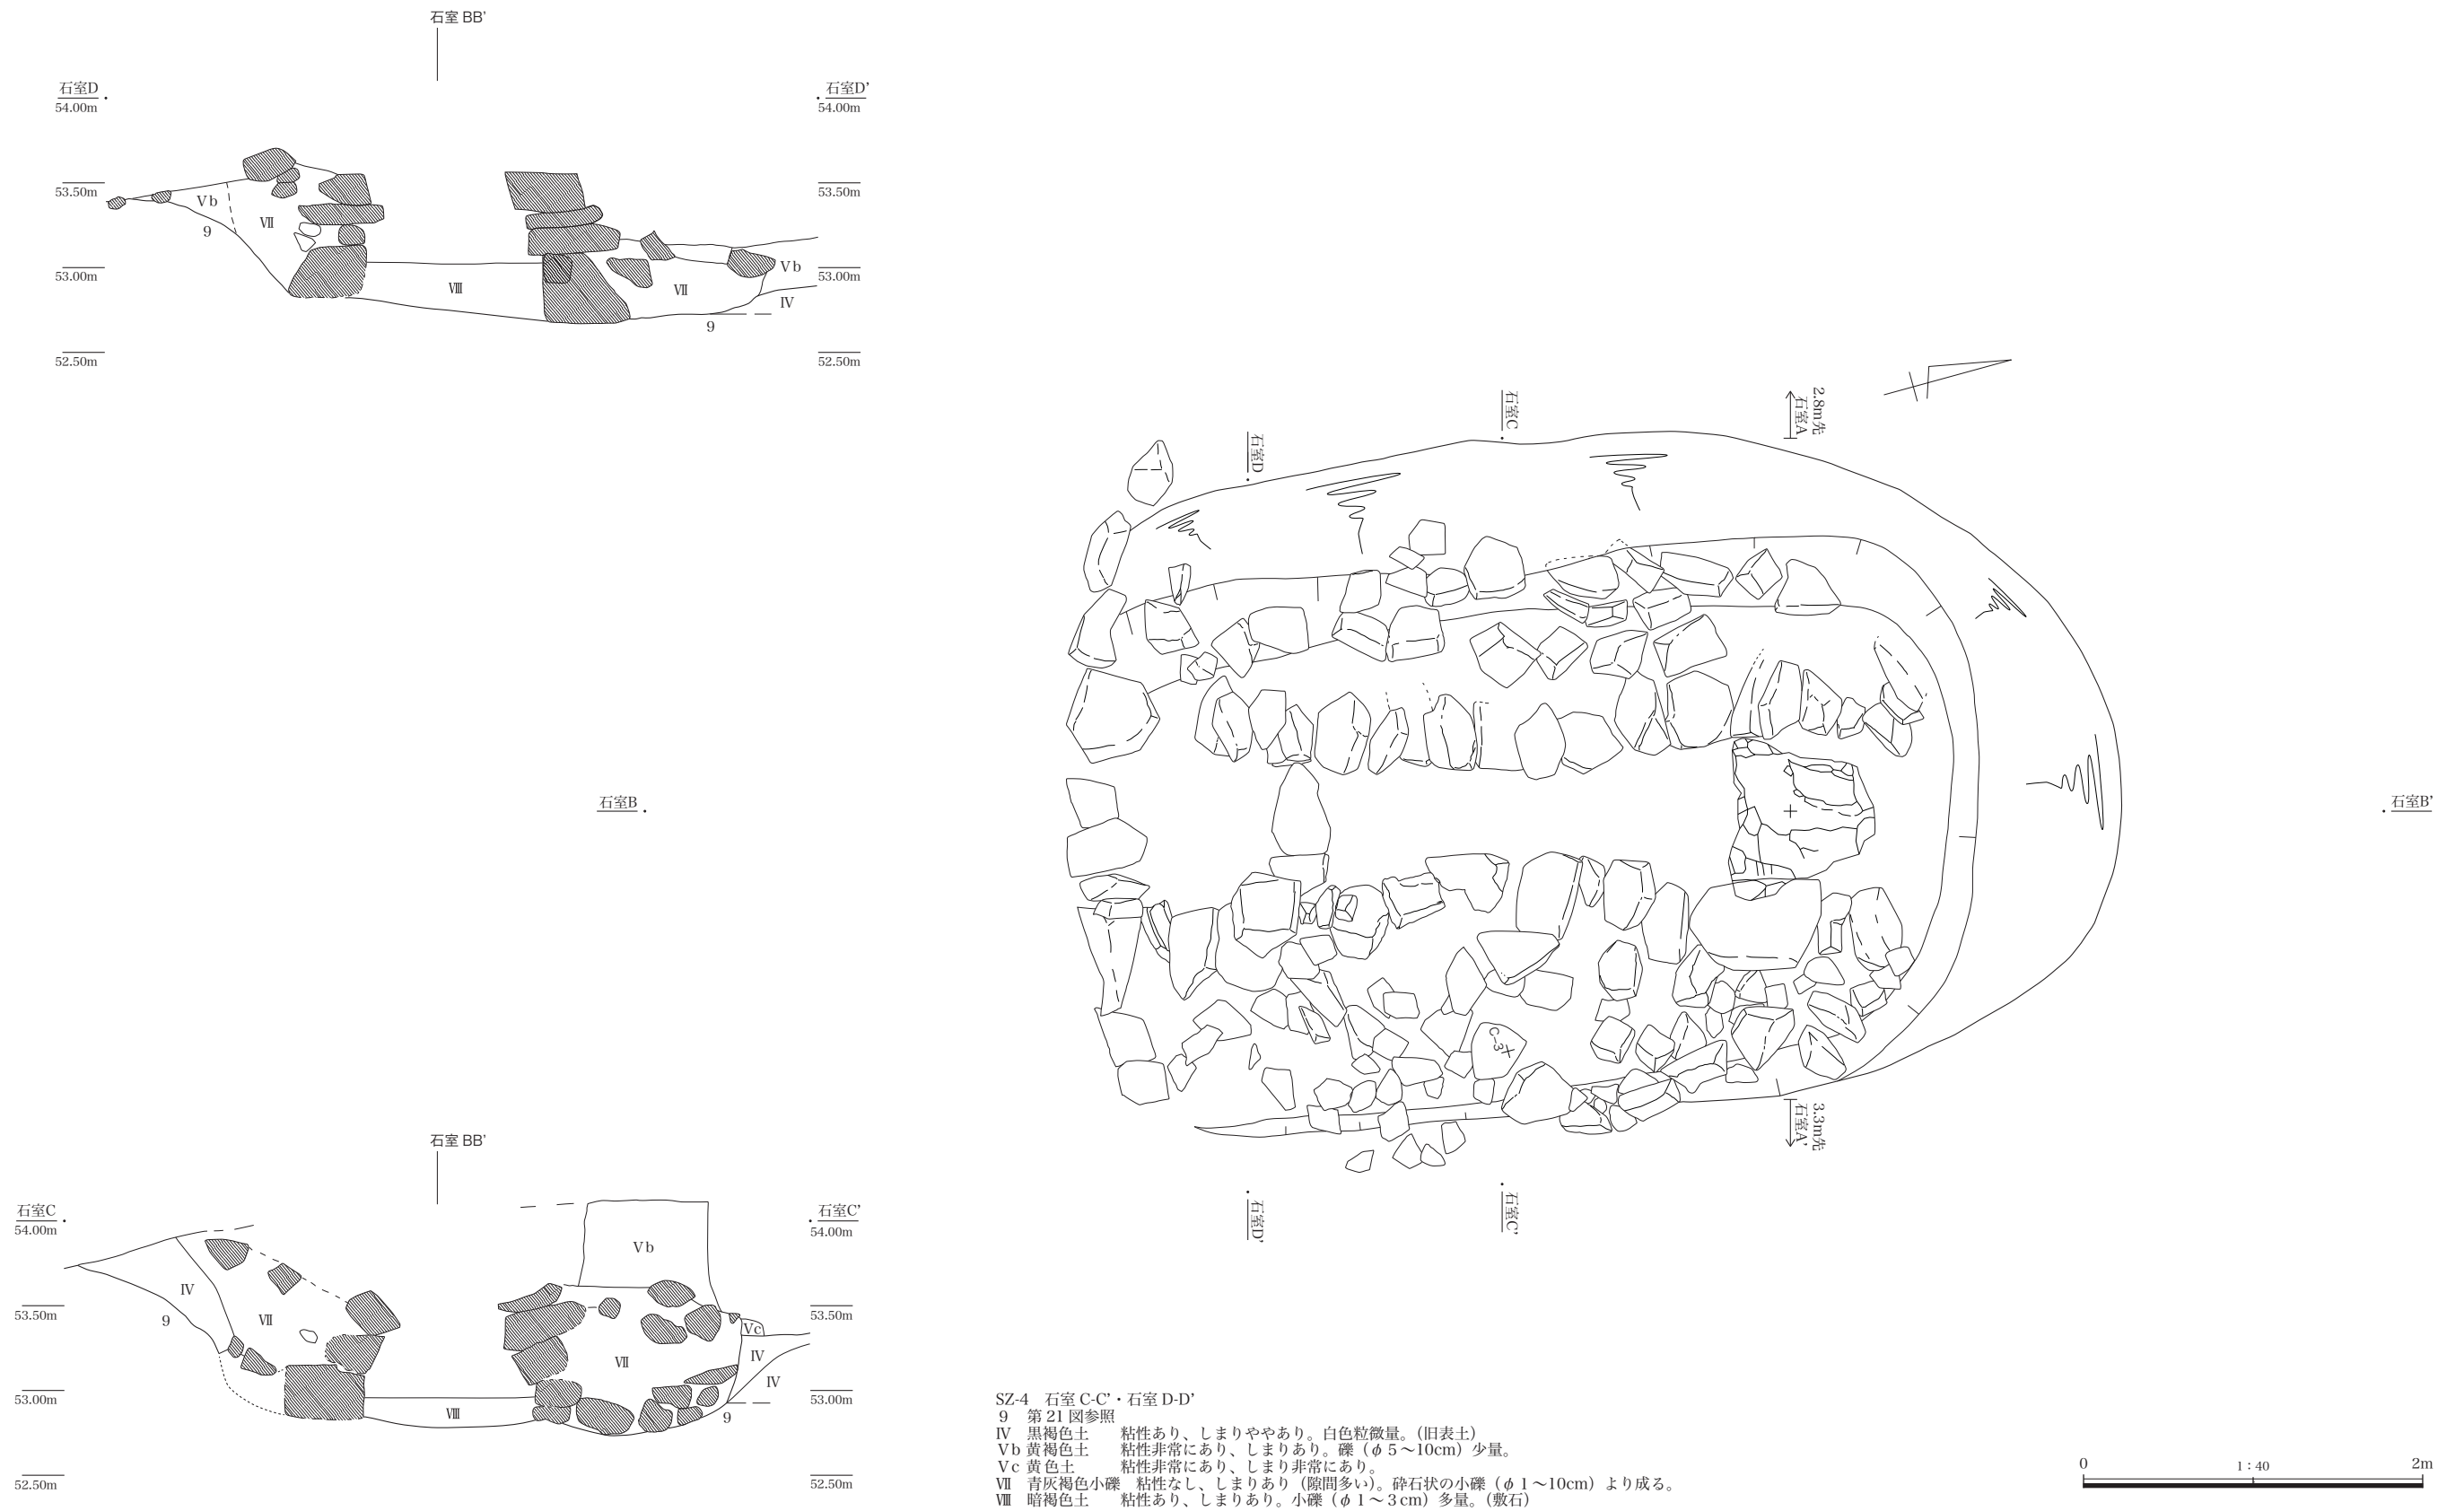 石室 BB’
石室D
54.00m
石室D’
54.00m
53.50m
53.50m
Ⅴb
Ⅶ
9
53.00m
53.00m
Ⅷ
Ⅶ
Ⅴb
Ⅳ
9
52.50m
52.50m
石室D
石室C
2.8m先
石室A
石室B
石室B’
C-3
3.3m先
石室A’
石室D’
石室C’
石室 BB’
石室C
54.00m
石室C’
54.00m
Ⅴb
Ⅳ
9
Ⅶ
53.50m
53.50m
Ⅴc
Ⅶ
Ⅳ
Ⅳ
53.00m
53.00m
Ⅷ
9
52.50m
52.50m
SZ-4　石室 C-C’・石室 D-D’
9　第 21 図参照
Ⅳ　黒褐色土　　粘性あり、しまりややあり。白色粒微量。（旧表土）
Ⅴb 黄褐色土　　粘性非常にあり、しまりあり。礫（φ 5～10cm）少量。
Ⅴc 黄色土　　粘性非常にあり、しまり非常にあり。
Ⅶ　青灰褐色小礫　粘性なし、しまりあり（隙間多い）。砕石状の小礫（φ 1～10cm）より成る。
Ⅷ　暗褐色土　　粘性あり、しまりあり。小礫（φ 1～3cm）多量。（敷石）
0
1：40
2m